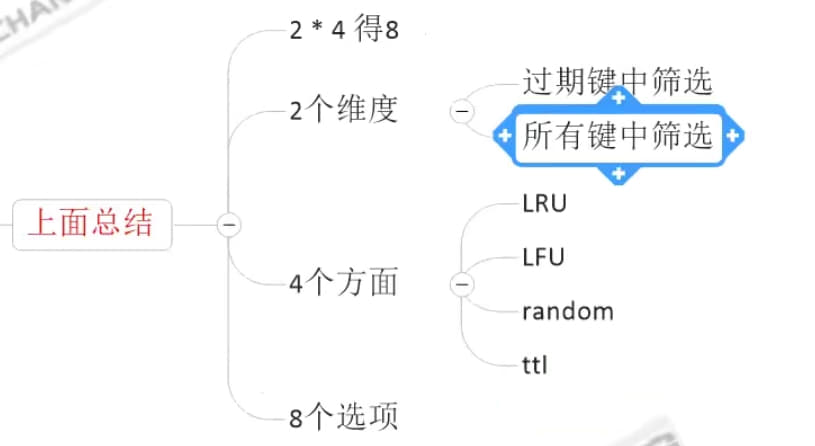 2 * 4 得8
2个维度
过期键中筛选
所有键中筛选
上面总结
4个方面
LRU
LFU
random
ttl
8个选项